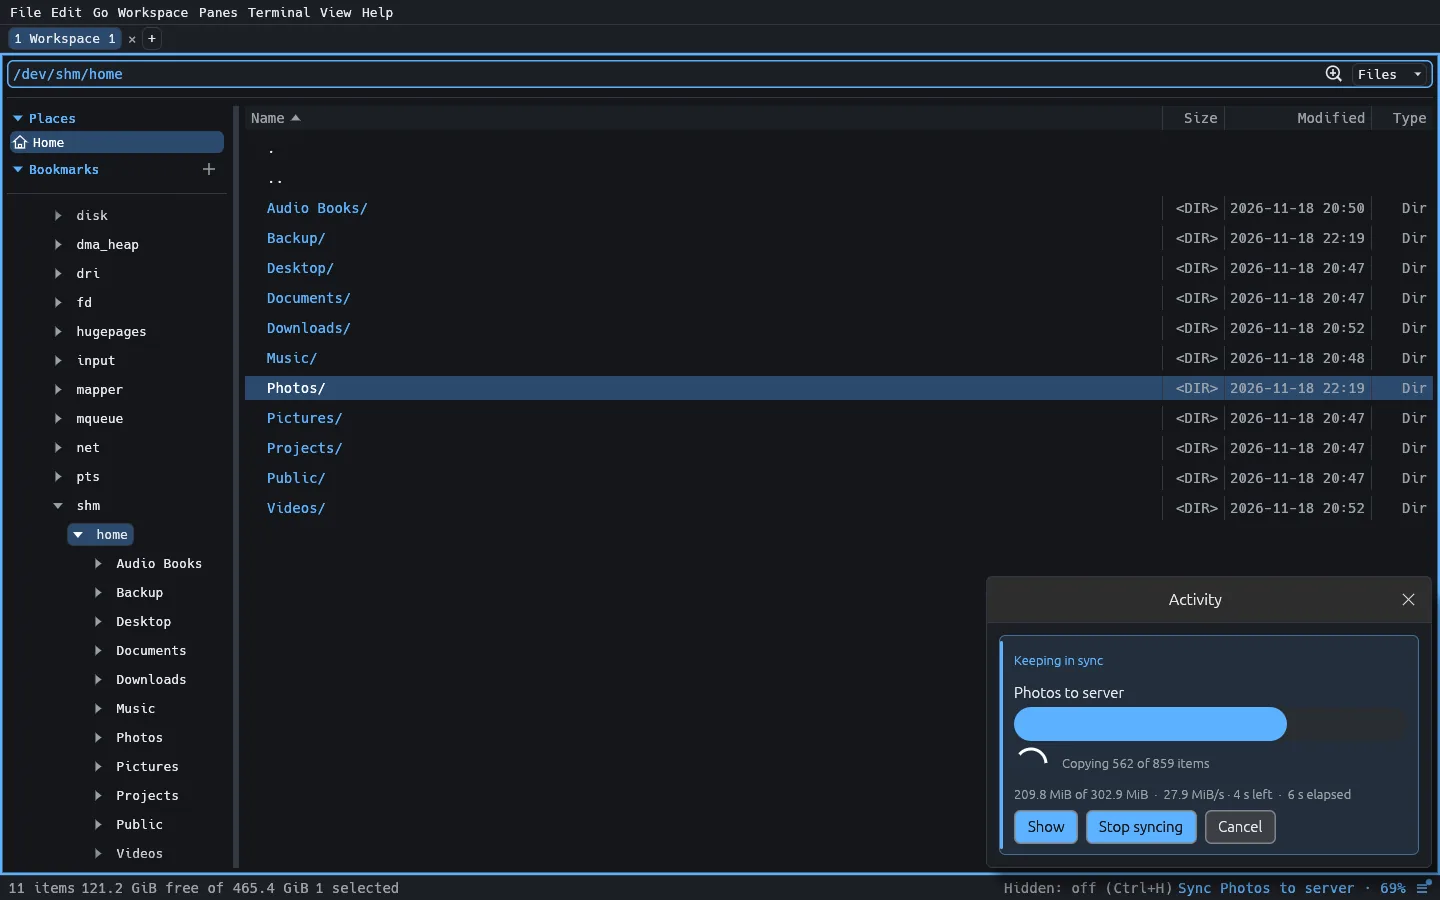 File Edit Go Workspace Panes Terminal View Help
1 Workspace 1 × +
/dev/shm/home Files
Places
Home
Bookmarks
disk
dma_heap
dri
fd
hugepages
input
mapper
mqueue
net
pts
shm
home
Audio Books
Backup
Desktop
Documents
Downloads
Music
Photos
Pictures
Projects
Public
Videos
Name Size Modified Type
.
..
Audio Books/ <DIR> 2026-11-18 20:50 Dir
Backup/ <DIR> 2026-11-18 22:19 Dir
Desktop/ <DIR> 2026-11-18 20:47 Dir
Documents/ <DIR> 2026-11-18 20:47 Dir
Downloads/ <DIR> 2026-11-18 20:52 Dir
Music/ <DIR> 2026-11-18 20:48 Dir
Photos/ <DIR> 2026-11-18 22:19 Dir
Pictures/ <DIR> 2026-11-18 20:47 Dir
Projects/ <DIR> 2026-11-18 20:47 Dir
Public/ <DIR> 2026-11-18 20:47 Dir
Videos/ <DIR> 2026-11-18 20:52 Dir
Activity
Keeping in sync
Photos to server
Copying 562 of 859 items
209.8 MiB of 302.9 MiB · 27.9 MiB/s · 4 s left · 6 s elapsed
Show Stop syncing Cancel
11 items 121.2 GiB free of 465.4 GiB 1 selected Hidden: off (Ctrl+H) Sync Photos to server · 69%